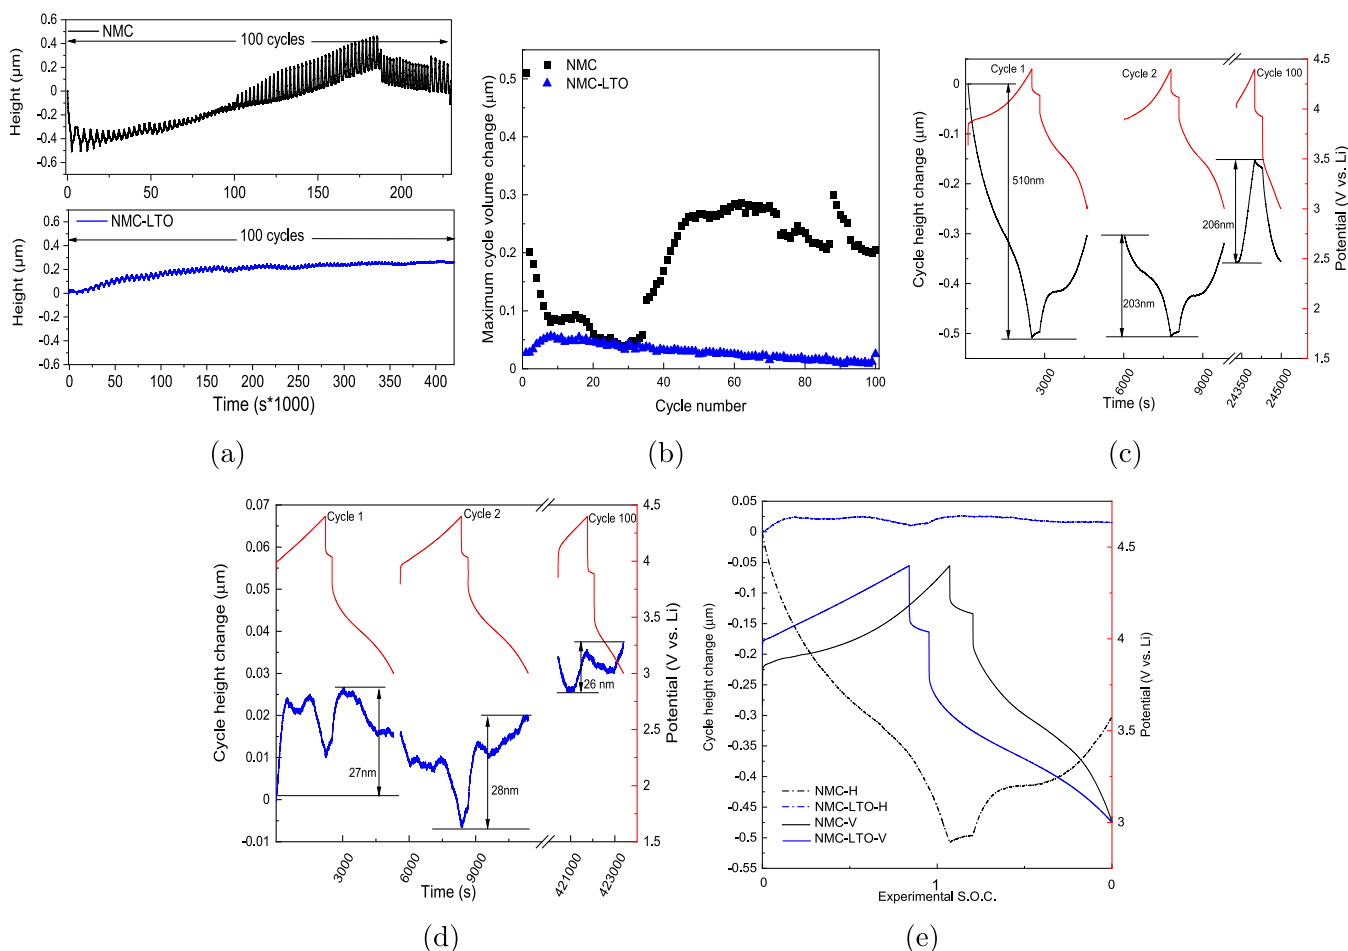 NMC
100 cycles
Height (µm)
0.6
0.4
0.2
0
-0.2
-0.4
-0.6
0
50
100
150
200
NMC-LTO
100 cycles
Height (µm)
0.6
0.4
0.2
0.0
-0.2
-0.4
-0.6
0
50
100
150
200
250
300
350
400
Time (s*1000)
(a)
NMC
NMC-LTO
Maximum cycle volume change (µm)
0.5
0.4
0.3
0.2
0.1
0
0
20
40
60
80
100
Cycle number
(b)
Cycle 1
Cycle 2
Cycle 100
Cycle height change (µm)
0
-0.1
-0.2
-0.3
-0.4
-0.5
510nm
203nm
206nm
4.5
4
3.5
3
2.5
2
1.5
Potential (V vs. Li)
3000
6000
9000
243500
245000
Time (s)
(c)
Cycle 1
Cycle 2
Cycle 100
Cycle height change (µm)
0.07
0.06
0.05
0.04
0.03
0.02
0.01
0
-0.01
27nm
28nm
26 nm
4.5
4
3.5
3
2.5
2
1.5
Potential (V vs. Li)
3000
6000
9000
421000
423000
Time (s)
(d)
Cycle height change (µm)
0.05
0
-0.05
-0.1
-0.15
-0.2
-0.25
-0.3
-0.35
-0.4
-0.45
-0.5
-0.55
NMC-H
NMC-LTO-H
NMC-V
NMC-LTO-V
4.5
4
3.5
3
Potential (V vs. Li)
0
1
0
Experimental S.O.C.
(e)